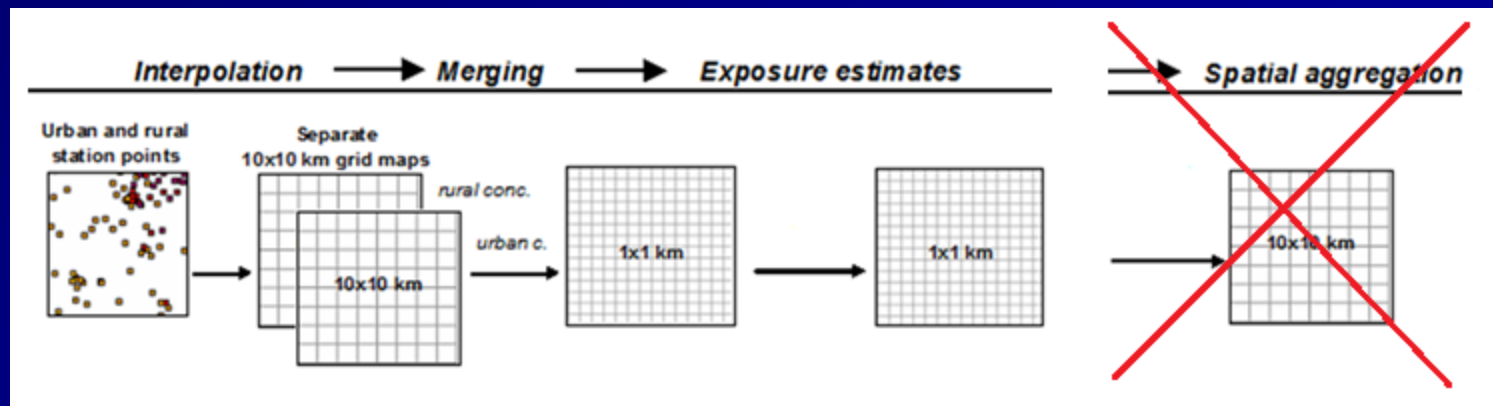 Interpolation
Merging
Exposure estimates
Spatial aggregation
Urban and rural
station points
Separate
10x10 km grid maps
rural conc.
urban c.
10x10 km
1x1 km
1x1 km
10x10 km